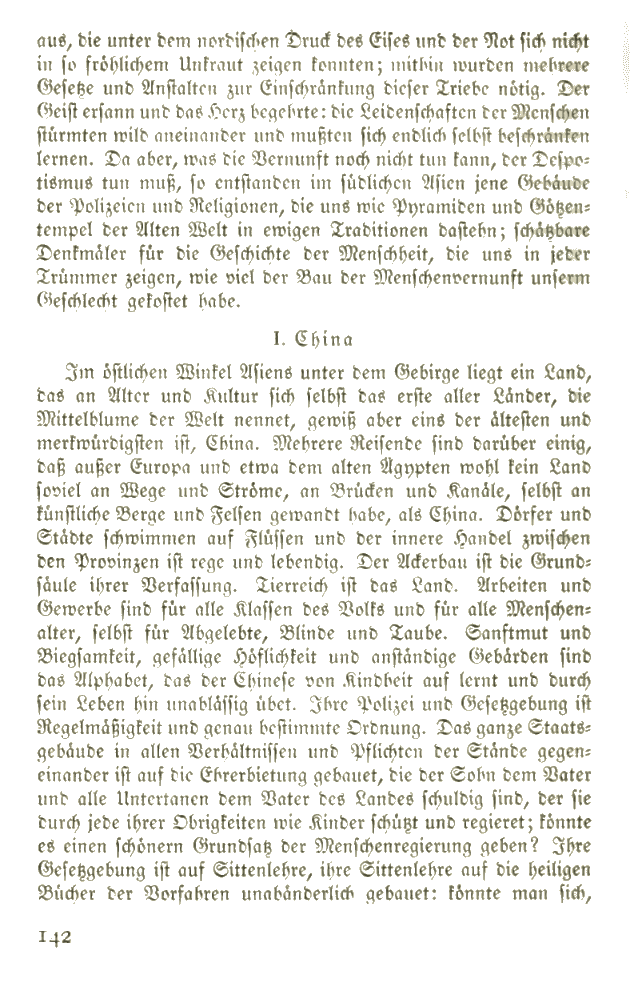 aus, die unter dem nordischen Druck des Eises und der Not sich nicht
in so fröhlichem Unkraut zeigen konnten; mithin wurden mehrere
Gesetze und Anstalten zur Einschränkung dieser Triebe nötig. Der
Geist ersann und das Herz begehrte: die Leidenschaften der Menschen
stürmten wild aneinander und mußten sich endlich selbst beschränken
lernen. Da aber, was die Vernunft noch nicht tun kann, der Despo-
tismus tun muß, so entstanden im südlichen Asien jene Gebäude
der Polizeien und Religionen, die uns wie Pyramiden und Götzen-
tempel der Alten Welt in ewigen Traditionen dastehn; schätzbare
Denkmäler für die Geschichte der Menschheit, die uns in jeder
Trümmer zeigen, wie viel der Bau der Menschenvernunft unserm
Geschlecht gekostet habe.
I. China
Im östlichen Winkel Asiens unter dem Gebirge liegt ein Land,
das an Alter und Kultur sich selbst das erste aller Länder, die
Mittelblume der Welt nennet, gewiß aber eins der ältesten und
merkwürdigsten ist, China. Mehrere Reisende sind darüber einig,
daß außer Europa und etwa dem alten Ägypten wohl kein Land
soviel an Wege und Ströme, an Brücken und Kanäle, selbst an
künstliche Berge und Felsen gewandt habe, als China. Dörfer und
Städte schwimmen auf Flüssen und der innere Handel zwischen
den Provinzen ist rege und lebendig. Der Ackerbau ist die Grund-
säule ihrer Verfassung. Tierreich ist das Land. Arbeiten und
Gewerbe sind für alle Klassen des Volks und für alle Menschen-
alter, selbst für Abgelebte, Blinde und Taube. Sanftmut und
Biegsamkeit, gefällige Höflichkeit und anständige Gebärden sind
das Alphabet, das der Chinese von Kindheit auf lernt und durch
sein Leben hin unablässig übet. Ihre Polizei und Gesetzgebung ist
Regelmäßigkeit und genau bestimmte Ordnung. Das ganze Staats-
gebäude in allen Verhältnissen und Pflichten der Stände gegen-
einander ist auf die Ehrerbietung gebauet, die der Sohn dem Vater
und alle Untertanen dem Vater des Landes schuldig sind, der sie
durch jede ihrer Obrigkeiten wie Kinder schützt und regieret; könnte
es einen schönern Grundsatz der Menschenregierung geben? Ihre
Gesetzgebung ist auf Sittenlehre, ihre Sittenlehre auf die heiligen
Bücher der Vorfahren unabänderlich gebauet: könnte man sich,
142